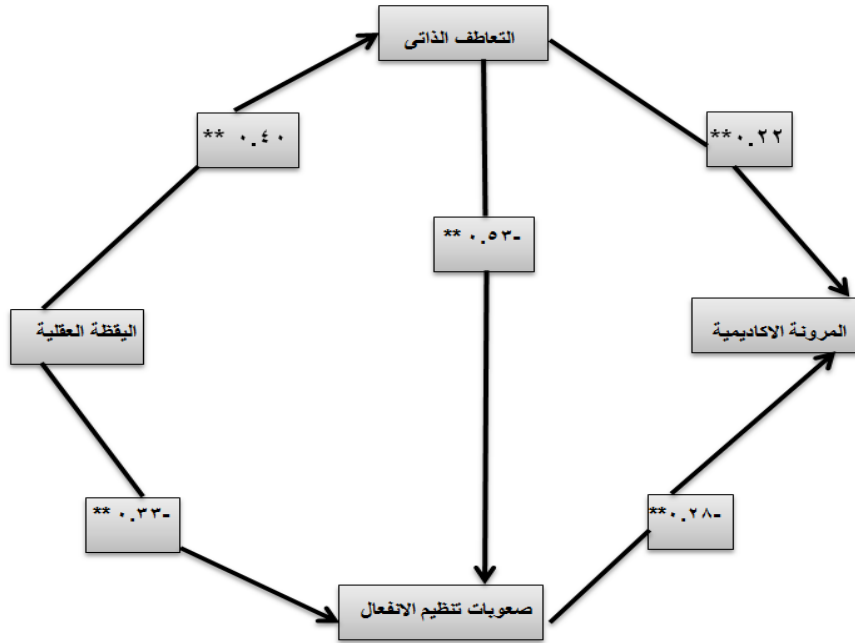 التعاطف الذاتى
** ٠.٤٠
**٠.٢٢
-٠.٥٣ **
اليقظة العقلية
المرونة الاكاديمية
-٠.٣٣ **
-٠.٢٨**
صعوبات تنظيم الانفعال